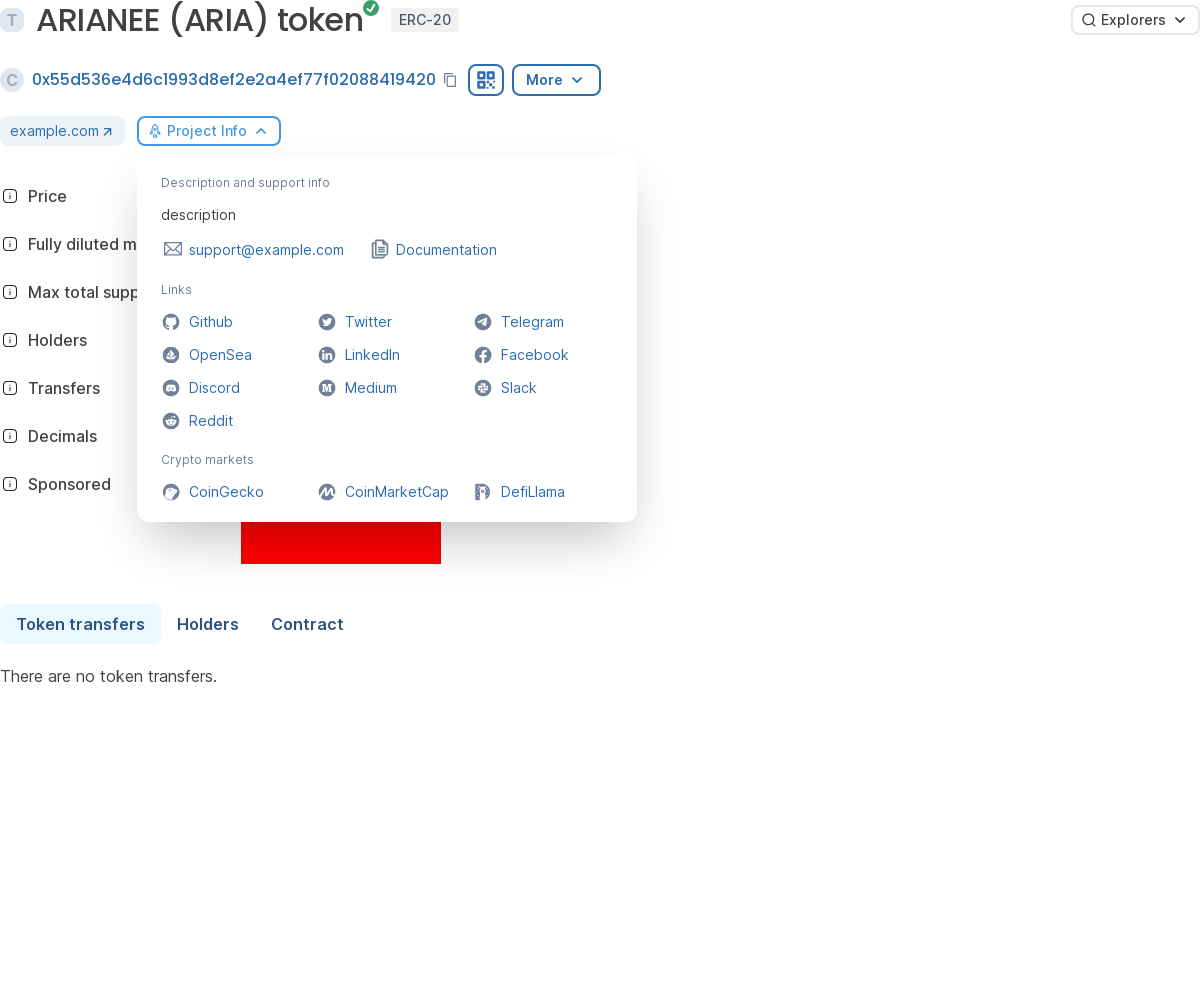 T ARIANEE (ARIA) token ERC-20 Explorers
C 0x55d536e4d6c1993d8ef2e2a4ef77f02088419420 More
example.com Project Info
Description and support info
description
support@example.com Documentation
Links
Github Twitter Telegram
OpenSea LinkedIn Facebook
Discord Medium Slack
Reddit
Crypto markets
CoinGecko CoinMarketCap DefiLlama
Price
Fully diluted m
Max total supp
Holders
Transfers
Decimals
Sponsored
Token transfers Holders Contract
There are no token transfers.